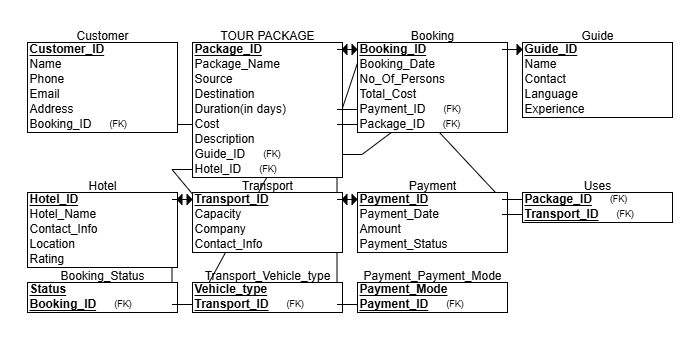 Customer
Customer_ID
Name
Phone
Email
Address
Booking_ID (FK)
TOUR PACKAGE
Package_ID
Package_Name
Source
Destination
Duration(in days)
Cost
Description
Guide_ID (FK)
Hotel_ID (FK)
Booking
Booking_ID
Booking_Date
No_Of_Persons
Total_Cost
Payment_ID (FK)
Package_ID (FK)
Guide
Guide_ID
Name
Contact
Language
Experience
Hotel
Hotel_ID
Hotel_Name
Contact_Info
Location
Rating
Transport
Transport_ID
Capacity
Company
Contact_Info
Payment
Payment_ID
Payment_Date
Amount
Payment_Status
Uses
Package_ID (FK)
Transport_ID (FK)
Booking_Status
Status
Booking_ID (FK)
Transport_Vehicle_type
Vehicle_type
Transport_ID (FK)
Payment_Payment_Mode
Payment_Mode
Payment_ID (FK)